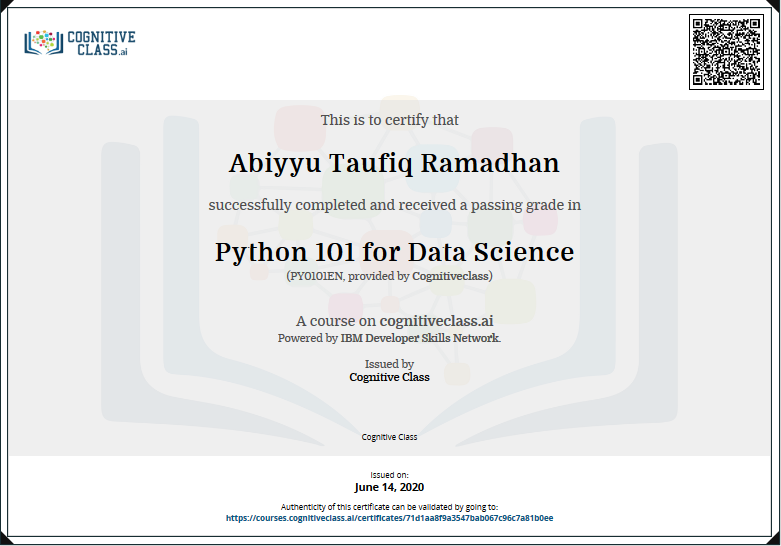 COGNITIVE
CLASS.ai
This is to certify that
Abiyyu Taufiq Ramadhan
successfully completed and received a passing grade in
Python 101 for Data Science
(PY0101EN, provided by Cognitiveclass)
A course on cognitiveclass.ai
Powered by IBM Developer Skills Network.
Issued by
Cognitive Class
Cognitive Class
Issued on:
June 14, 2020
Authenticity of this certificate can be validated by going to:
https://courses.cognitiveclass.ai/certificates/71d1aa8f9a3547bab067c96c7a81b0ee